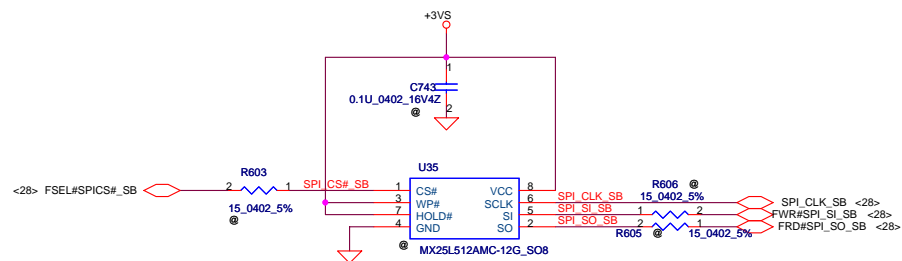 +3VS
1
C743
0.1U_0402_16V4Z
2
@
R603
U35
<28> FSEL#SPICS#_SB
2
1
SPI_CS#_SB
1
CS#
VCC
8
15_0402_5%
@
3
WP#
SCLK
6
SPI_CLK_SB
R606
@
15_0402_5%
SPI_CLK_SB <28>
7
HOLD#
SI
5
SPI_SI_SB
1
2
FWR#SPI_SI_SB <28>
4
GND
SO
2
SPI_SO_SB
2
1
FRD#SPI_SO_SB <28>
R605
@
15_0402_5%
@
MX25L512AMC-12G_SO8